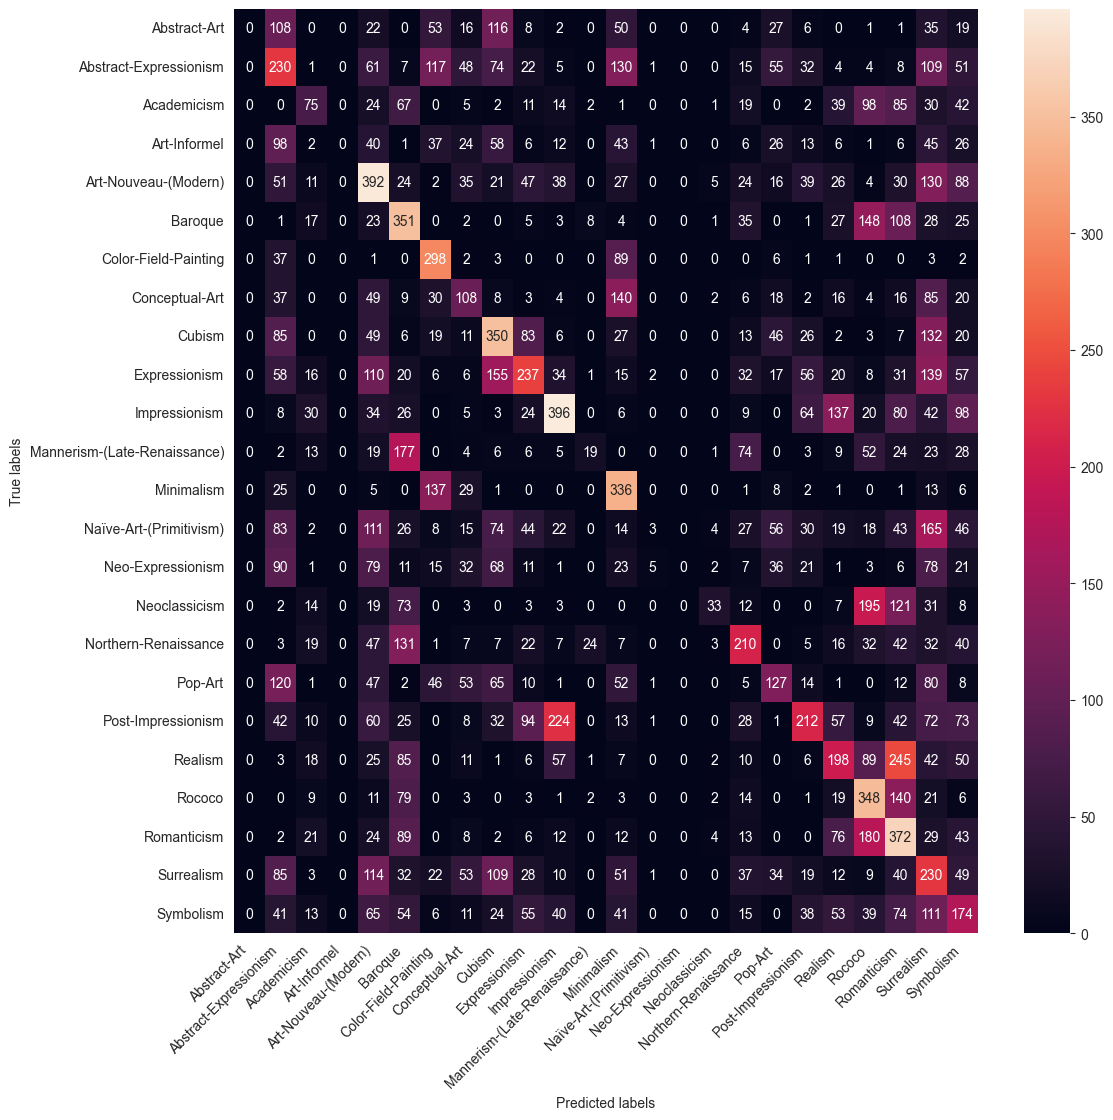 Abstract-Art 0 108 0 0 22 0 53 16 116 8 2 0 50 0 0 0 4 27 6 0 1 1 35 19
Abstract-Expressionism 0 230 1 0 61 7 117 48 74 22 5 0 130 1 0 0 15 55 32 4 4 8 109 51
Academicism 0 0 75 0 24 67 0 5 2 11 14 2 1 0 0 1 19 0 2 39 98 85 30 42
Art-Informel 0 98 2 0 40 1 37 24 58 6 12 0 43 1 0 0 6 26 13 6 1 6 45 26
Art-Nouveau-(Modern) 0 51 11 0 392 24 2 35 21 47 38 0 27 0 0 5 24 16 39 26 4 30 130 88
Baroque 0 1 17 0 23 351 0 2 0 5 3 8 4 0 0 1 35 0 1 27 148 108 28 25
Color-Field-Painting 0 37 0 0 1 0 298 2 3 0 0 0 89 0 0 0 0 6 1 1 0 0 3 2
Conceptual-Art 0 37 0 0 49 9 30 108 8 3 4 0 140 0 0 2 6 18 2 16 4 16 85 20
Cubism 0 85 0 0 49 6 19 11 350 83 6 0 27 0 0 0 13 46 26 2 3 7 132 20
Expressionism 0 58 16 0 110 20 6 6 155 237 34 1 15 2 0 0 32 17 56 20 8 31 139 57
Impressionism 0 8 30 0 34 26 0 5 3 24 396 0 6 0 0 0 9 0 64 137 20 80 42 98
Mannerism-(Late-Renaissance) 0 2 13 0 19 177 0 4 6 6 5 19 0 0 0 1 74 0 3 9 52 24 23 28
Minimalism 0 25 0 0 5 0 137 29 1 0 0 0 336 0 0 0 1 8 2 1 0 1 13 6
Naïve-Art-(Primitivism) 0 83 2 0 111 26 8 15 74 44 22 0 14 3 0 4 27 56 30 19 18 43 165 46
Neo-Expressionism 0 90 1 0 79 11 15 32 68 11 1 0 23 5 0 2 7 36 21 1 3 6 78 21
Neoclassicism 0 2 14 0 19 73 0 3 0 3 3 0 0 0 0 33 12 0 0 7 195 121 31 8
Northern-Renaissance 0 3 19 0 47 131 1 7 7 22 7 24 7 0 0 3 210 0 5 16 32 42 32 40
Pop-Art 0 120 1 0 47 2 46 53 65 10 1 0 52 1 0 0 5 127 14 1 0 12 80 8
Post-Impressionism 0 42 10 0 60 25 0 8 32 94 224 0 13 1 0 0 28 1 212 57 9 42 72 73
Realism 0 3 18 0 25 85 0 11 1 6 57 1 7 0 0 2 10 0 6 198 89 245 42 50
Rococo 0 0 9 0 11 79 0 3 0 3 1 2 3 0 0 2 14 0 1 19 348 140 21 6
Romanticism 0 2 21 0 24 89 0 8 2 6 12 0 12 0 0 4 13 0 0 76 180 372 29 43
Surrealism 0 85 3 0 114 32 22 53 109 28 10 0 51 1 0 0 37 34 19 12 9 40 230 49
Symbolism 0 41 13 0 65 54 6 11 24 55 40 0 41 0 0 0 15 0 38 53 39 74 111 174
True labels
Abstract-Art
Abstract-Expressionism
Academicism
Art-Informel
Art-Nouveau-(Modern)
Baroque
Color-Field-Painting
Conceptual-Art
Cubism
Expressionism
Impressionism
Mannerism-(Late-Renaissance)
Minimalism
Naïve-Art-(Primitivism)
Neo-Expressionism
Neoclassicism
Northern-Renaissance
Pop-Art
Post-Impressionism
Realism
Rococo
Romanticism
Surrealism
Symbolism
Predicted labels
350
300
250
200
150
100
50
0